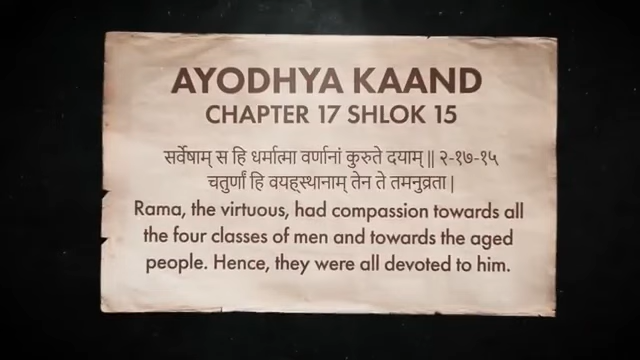 AYODHYA KAAND
CHAPTER 17 SHLOK 15
सर्वेषाम् स हि धर्मात्मा वर्णानां कुरुते दयाम् || २-१७-१५
चतुर्णां हि वयह्स्थानाम् तेन ते तमनुव्रता |
Rama, the virtuous, had compassion towards all
the four classes of men and towards the aged
people. Hence, they were all devoted to him.